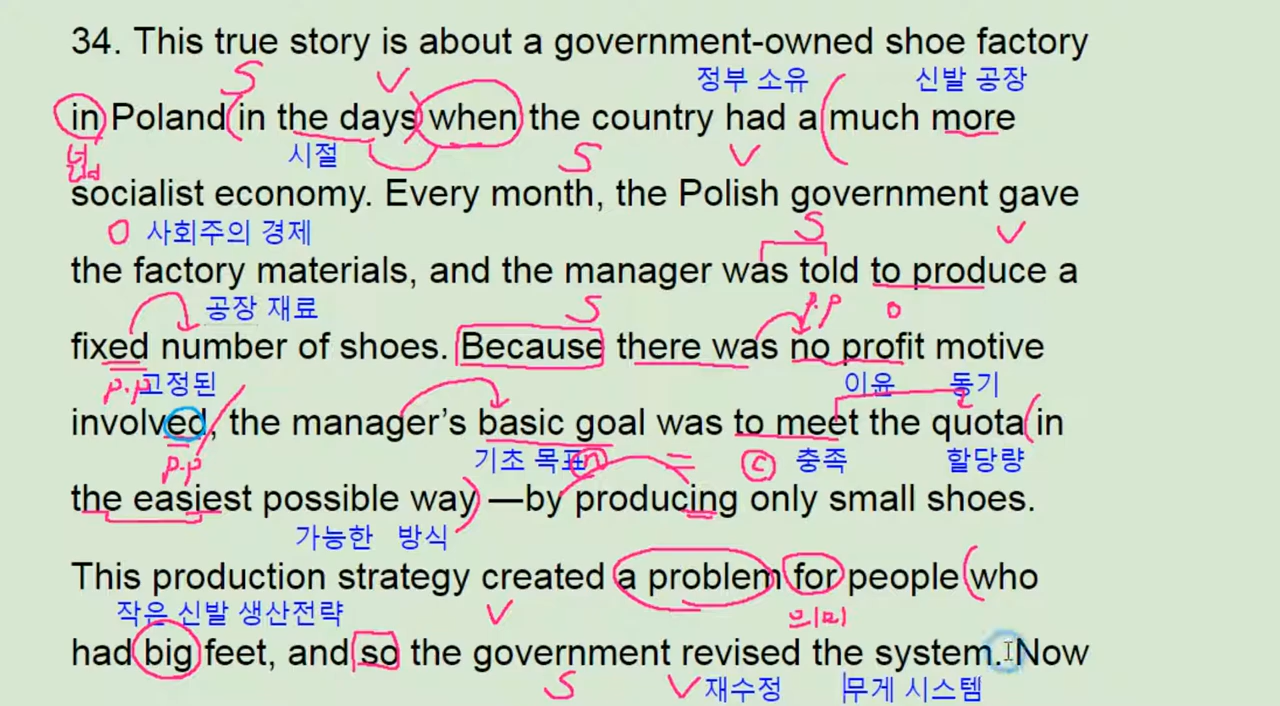 34. This true story is about a government-owned shoe factory
S V 정부 소유 신발 공장
in Poland in the days when the country had a much more
시절 S V
socialist economy. Every month, the Polish government gave
O 사회주의 경제 S V
the factory materials, and the manager was told to produce a
공장 재료 S p.p o
fixed number of shoes. Because there was no profit motive
p.p 고정된 이윤 동기
involved, the manager's basic goal was to meet the quota in
p.p 기초 목표 n = c 충족 할당량
the easiest possible way —by producing only small shoes.
가능한 방식
This production strategy created a problem for people who
작은 신발 생산전략 V 의미
had big feet, and so the government revised the system. Now
S V 재수정 무게 시스템